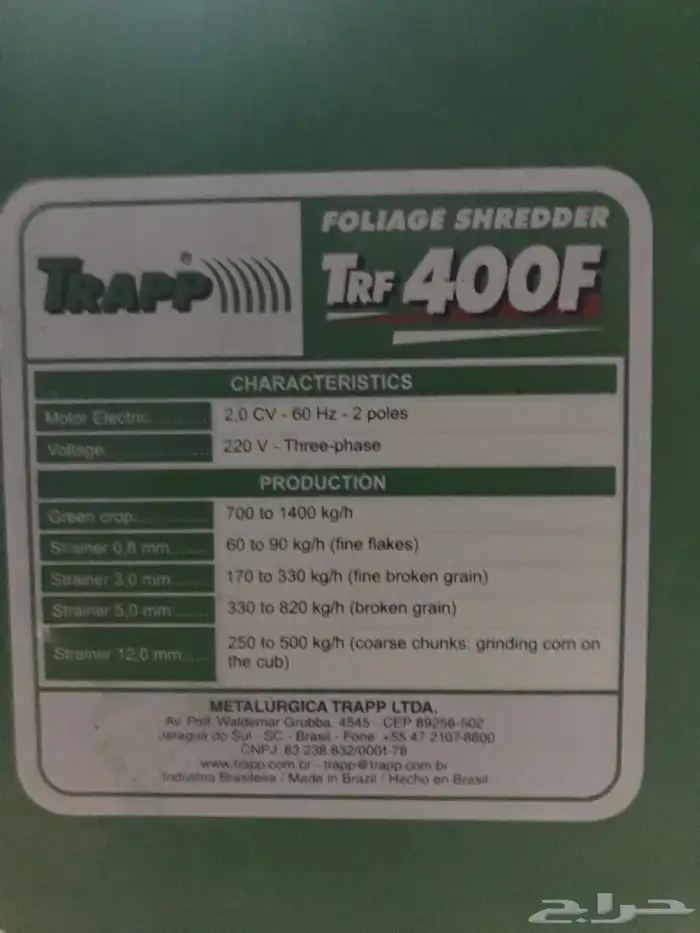 FOLIAGE SHREDDER
TRAPP®
TRF 400F
CHARACTERISTICS
Motor Electric.......... 2,0 CV - 60 Hz - 2 poles
Voltage:.................. 220 V - Three-phase
PRODUCTION
Green crop:............ 700 to 1400 kg/h
Strainer 0,8 mm....... 60 to 90 kg/h (fine flakes)
Strainer 3,0 mm....... 170 to 330 kg/h (fine broken grain)
Strainer 5,0 mm....... 330 to 820 kg/h (broken grain)
Strainer 12,0 mm..... 250 to 500 kg/h (coarse chunks: grinding corn on
the cub)
METALÚRGICA TRAPP LTDA.
Av. Prof. Waldemar Grubba, 4545 - CEP 89256-502
Jaraguá do Sul - SC - Brasil - Fone: +55 47 2107-8800
CNPJ: 83.238.832/0001-78
www.trapp.com.br - trapp@trapp.com.br
Indústria Brasileira / Made in Brazil / Hecho en Brasil
حراج